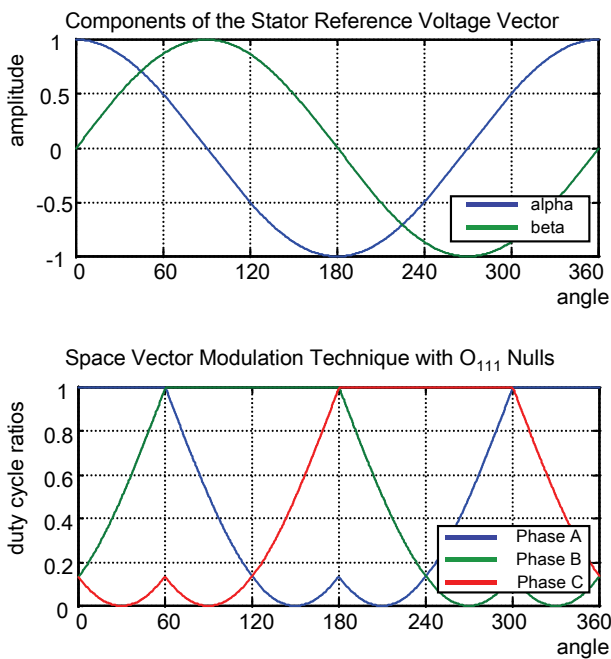 Components of the Stator Reference Voltage Vector
amplitude
1
0.5
0
-0.5
-1
0 60 120 180 240 300 360
angle
alpha
beta
Space Vector Modulation Technique with O₁₁₁ Nulls
duty cycle ratios
1
0.8
0.6
0.4
0.2
0
0 60 120 180 240 300 360
angle
Phase A
Phase B
Phase C